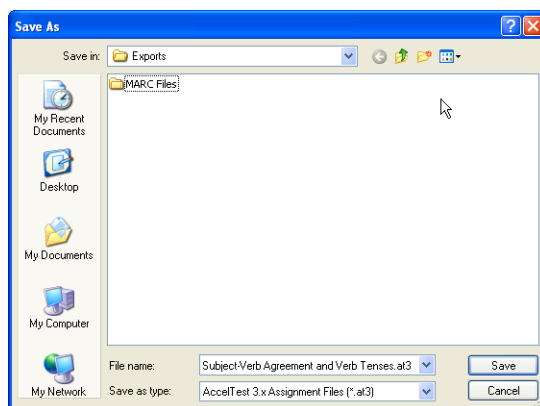 Save As
Save in:
Exports
MARC Files
My Recent
Documents
Desktop
My Documents
My Computer
My Network
File name:
Subject-Verb Agreement and Verb Tenses.at3
Save
Save as type:
AccelTest 3.x Assignment Files (*.at3)
Cancel